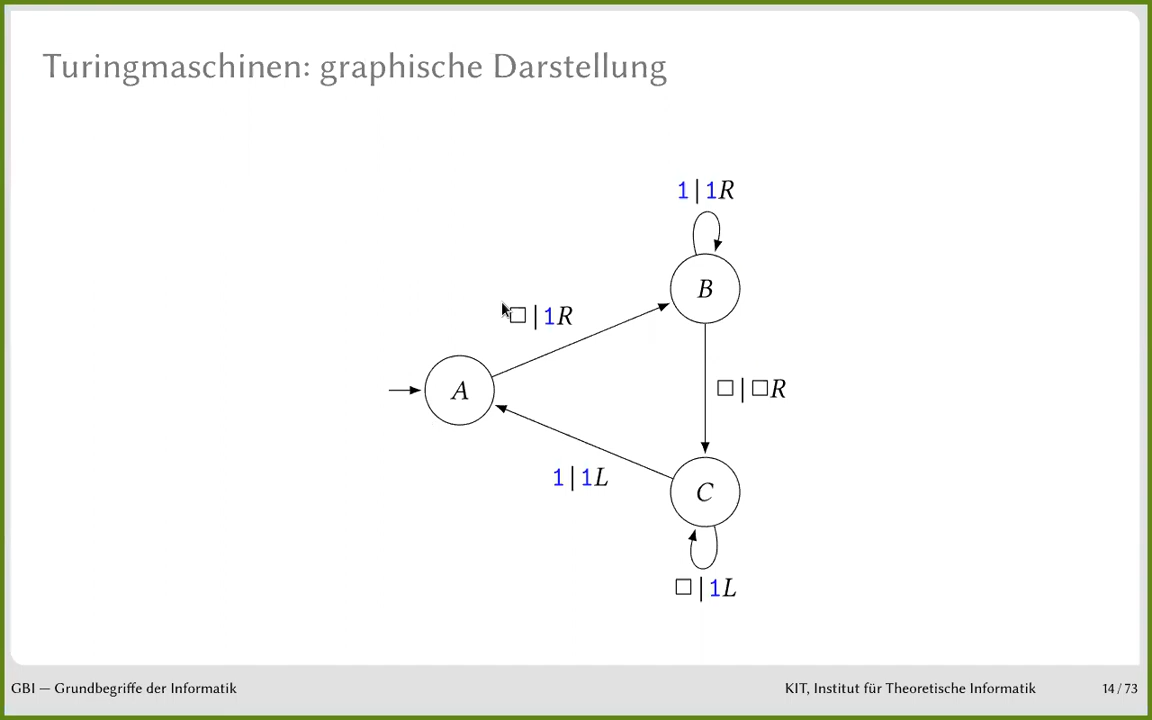 Turingmaschinen: graphische Darstellung
1|1R
B
□|1R
A
□|□R
1|1L
C
□|1L
GBI — Grundbegriffe der Informatik
KIT, Institut für Theoretische Informatik
14 / 73